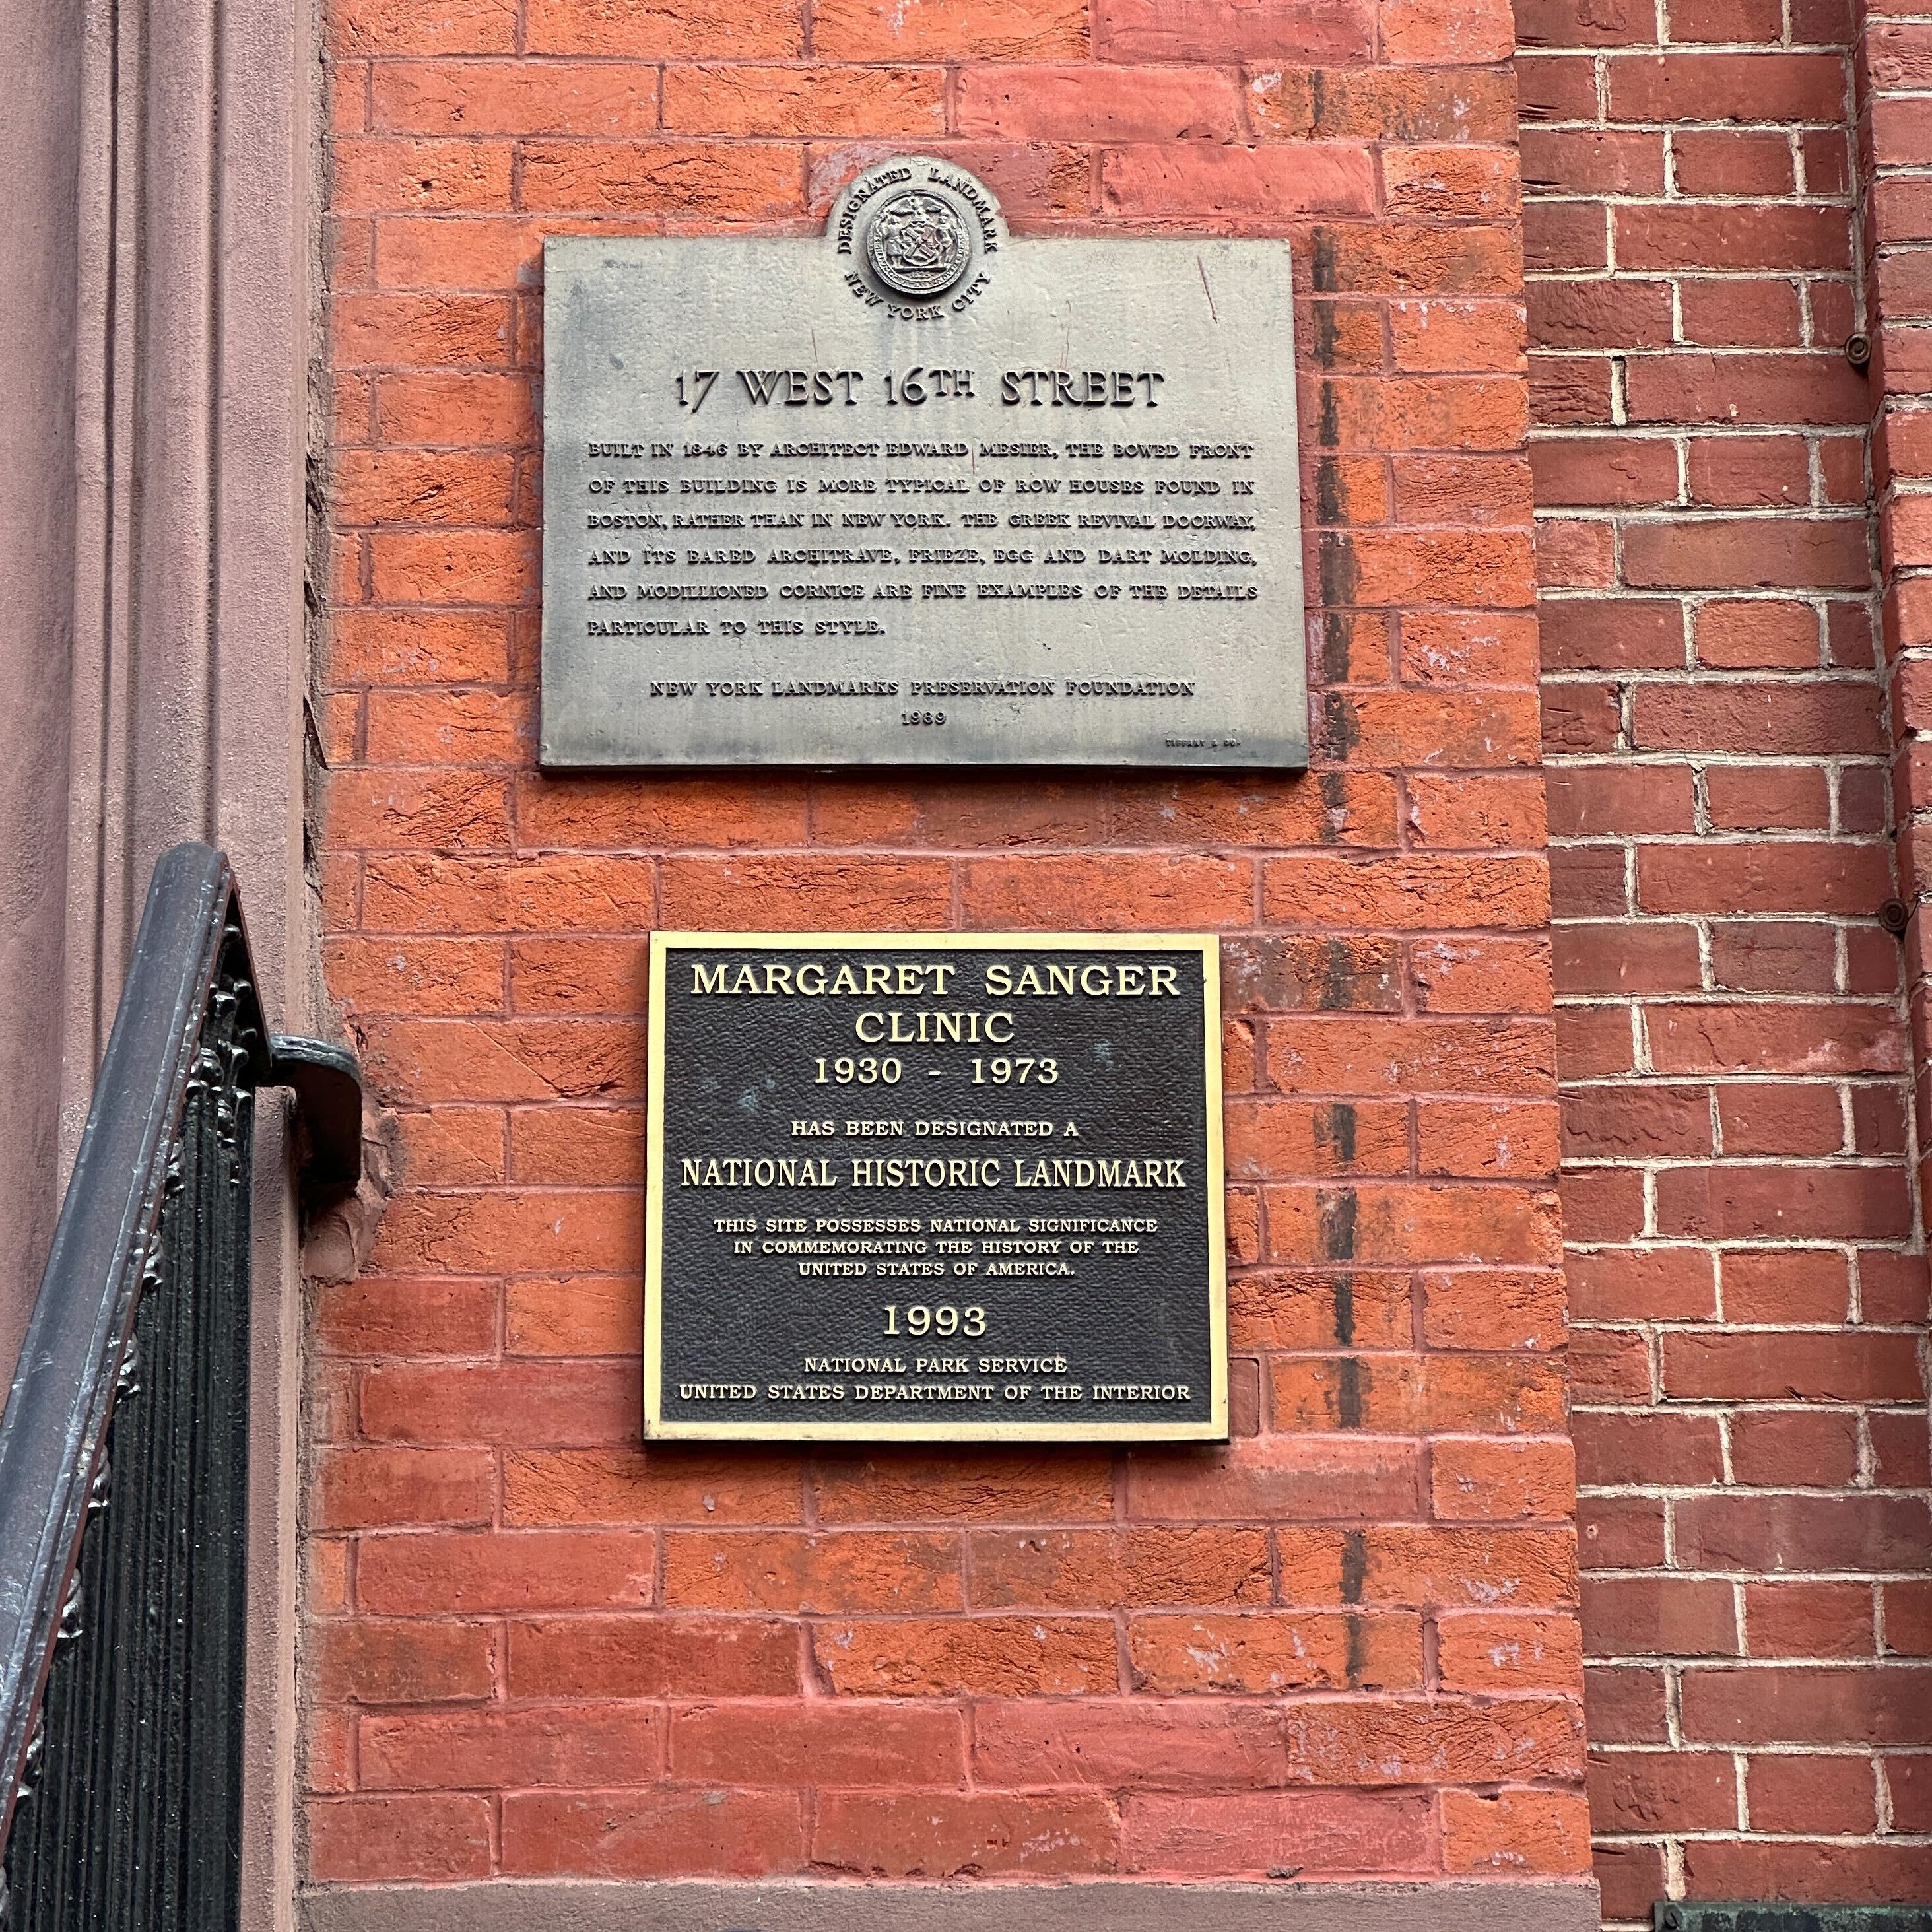 DESIGNATED LANDMARK
NEW YORK CITY
17 WEST 16TH STREET
BUILT IN 1846 BY ARCHITECT EDWARD MESIER, THE BOWED FRONT
OF THIS BUILDING IS MORE TYPICAL OF ROW HOUSES FOUND IN
BOSTON, RATHER THAN IN NEW YORK. THE GREEK REVIVAL DOORWAY,
AND ITS EARED ARCHITRAVE, FRIEZE, EGG AND DART MOLDING,
AND MODILLIONED CORNICE ARE FINE EXAMPLES OF THE DETAILS
PARTICULAR TO THIS STYLE.
NEW YORK LANDMARKS PRESERVATION FOUNDATION
1989
TIFFANY & CO.
MARGARET SANGER
CLINIC
1930 - 1973
HAS BEEN DESIGNATED A
NATIONAL HISTORIC LANDMARK
THIS SITE POSSESSES NATIONAL SIGNIFICANCE
IN COMMEMORATING THE HISTORY OF THE
UNITED STATES OF AMERICA.
1993
NATIONAL PARK SERVICE
UNITED STATES DEPARTMENT OF THE INTERIOR